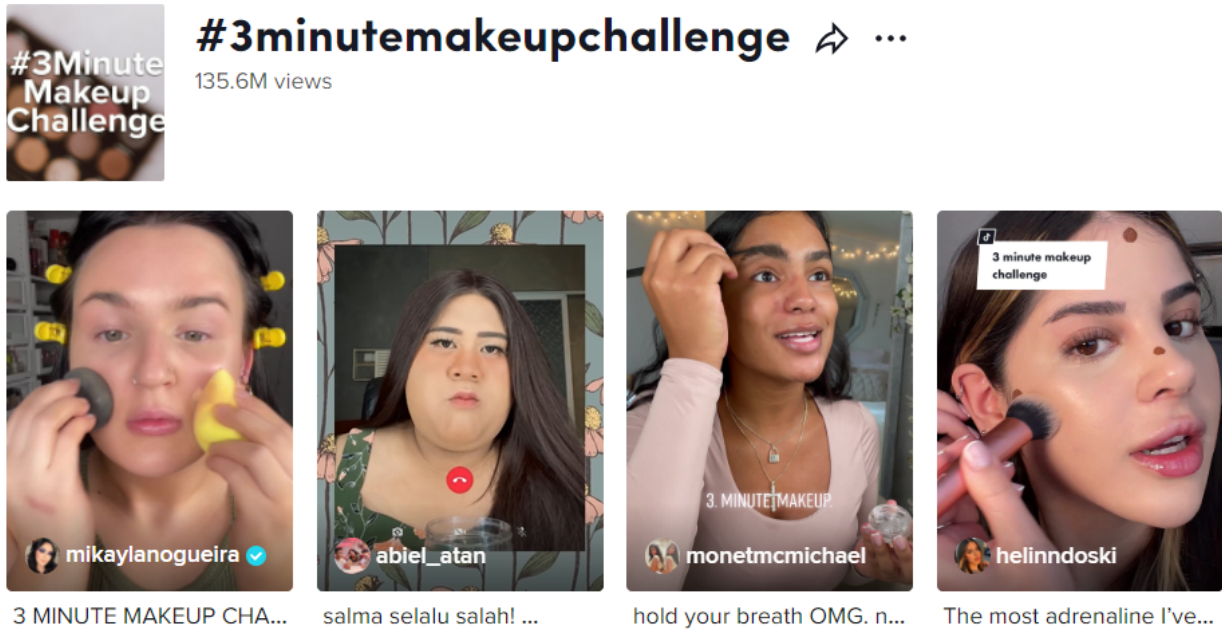 #3Minute
Makeup
Challenge
#3minutemakeupchallenge
135.6M views
3 minute makeup
challenge
3. MINUTE MAKEUP.
mikaylanogueira
abiel_atan
monetmcmichael
helinndoski
3 MINUTE MAKEUP CHA...
salma selalu salah! ...
hold your breath OMG. n...
The most adrenaline I've...